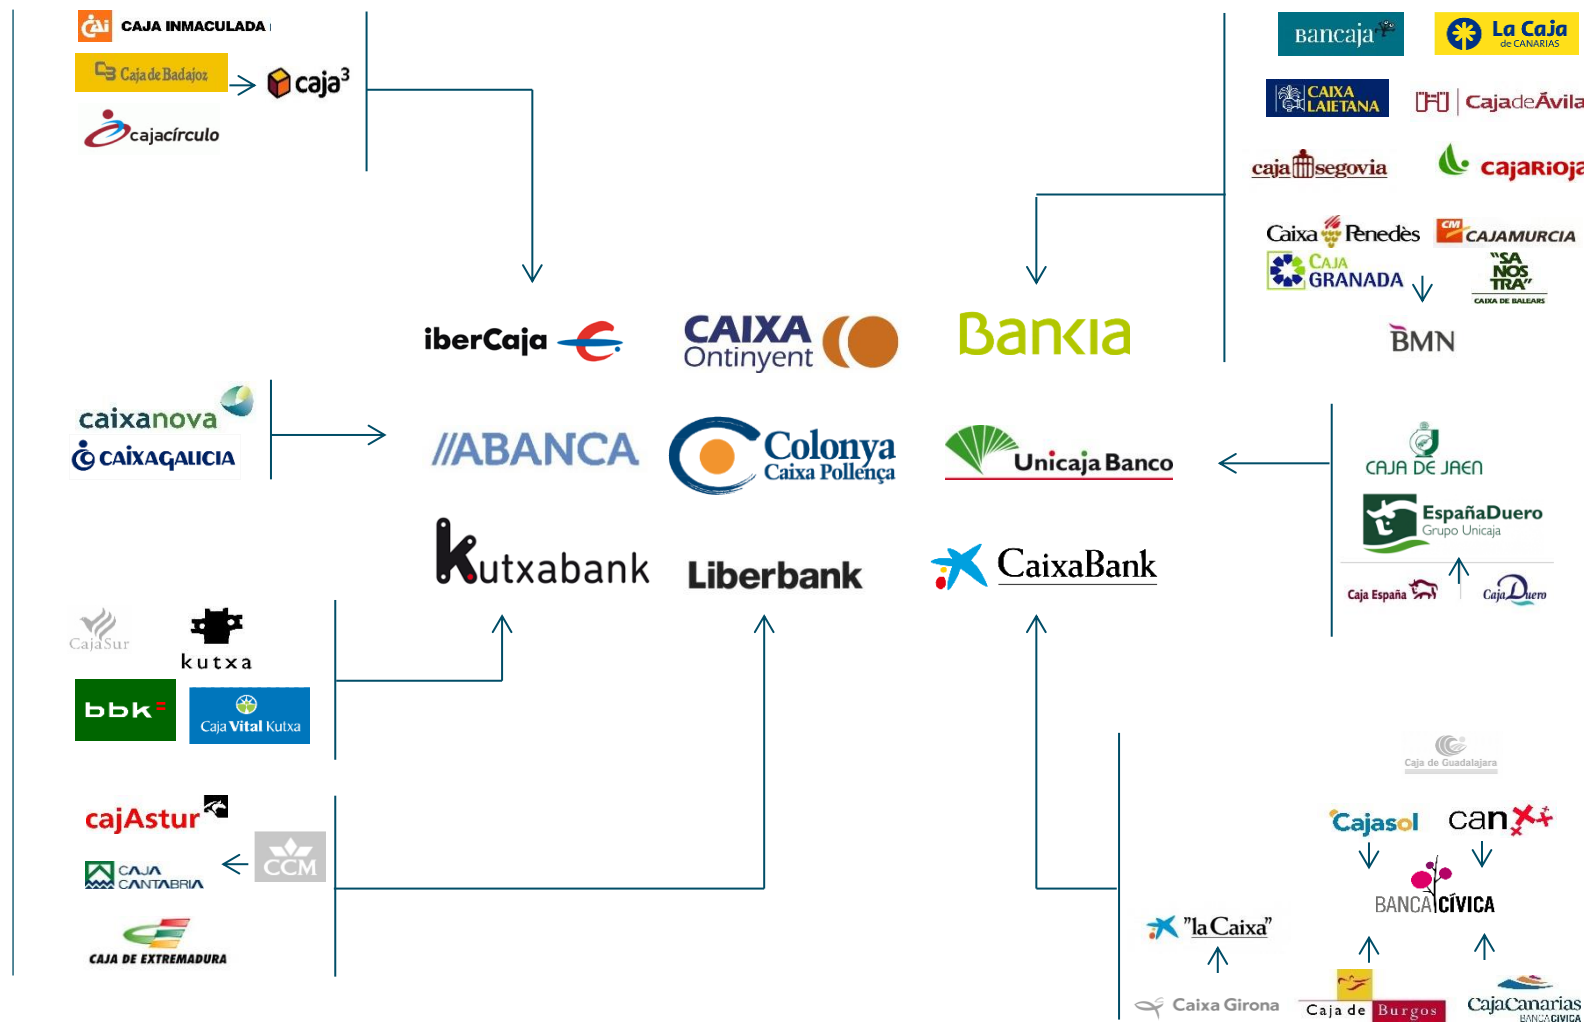 cai CAJA INMACULADA
Caja de Badajoz
caja3
cajacírculo
Bancaja
La Caja
de CANARIAS
CAIXA
LAIETANA
CajadeÁvila
caja segovia
cajaRioja
Caixa Penedès
CM CAJAMURCIA
CAJA
GRANADA
"SA
NOSTRA"
CAIXA DE BALEARS
BMN
iberCaja
CAIXA
Ontinyent
Bankia
caixanova
CAIXAGALICIA
//ABANCA
Colonya
Caixa Pollença
Unicaja Banco
CAJA DE JAEN
EspañaDuero
Grupo Unicaja
Caja España
Caja Duero
kutxabank
Liberbank
CaixaBank
CajaSur
kutxa
bbk
Caja Vital Kutxa
cajAstur
CAJA
CANTABRIA
CCM
CAJA DE EXTREMADURA
Caja de Guadalajara
Cajasol
can
BANCA CÍVICA
"la Caixa"
Caixa Girona
Caja de Burgos
CajaCanarias
BANCA CIVICA